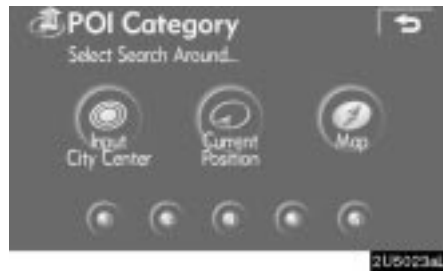 POI Category
Select Search Around...
Input
City Center
Current
Position
Map
2U5023aL